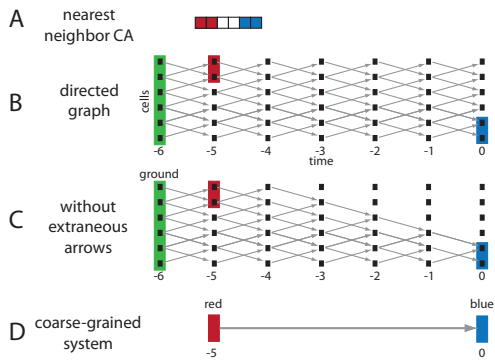 A
nearest
neighbor CA
B
directed
graph
cells
-6 -5 -4 -3 -2 -1 0
time
ground
C
without
extraneous
arrows
-6 -5 -4 -3 -2 -1 0
red blue
D
coarse-grained
system
-5 0